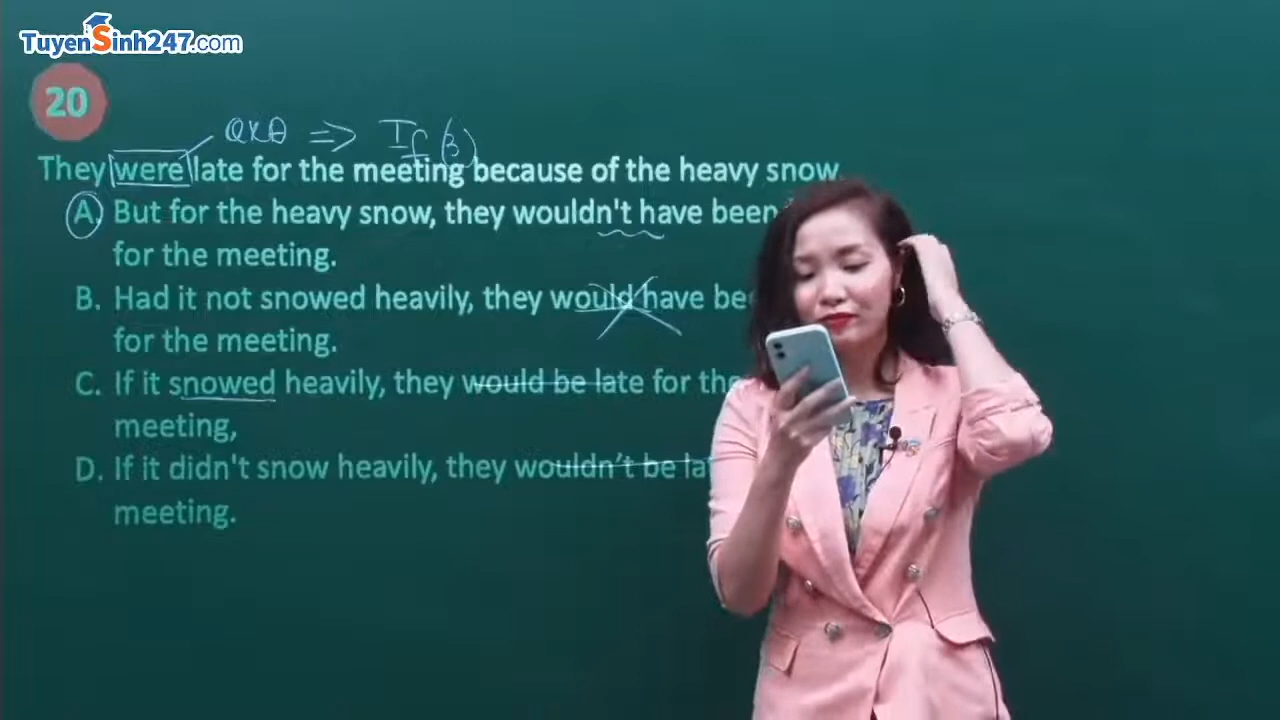 TuyenSinh247.com
20
QKĐ => If (3)
They were late for the meeting because of the heavy snow.
A. But for the heavy snow, they wouldn't have been
for the meeting.
B. Had it not snowed heavily, they would have
for the meeting.
C. If it snowed heavily, they would be late for the
meeting,
D. If it didn't snow heavily, they wouldn't be
meeting.